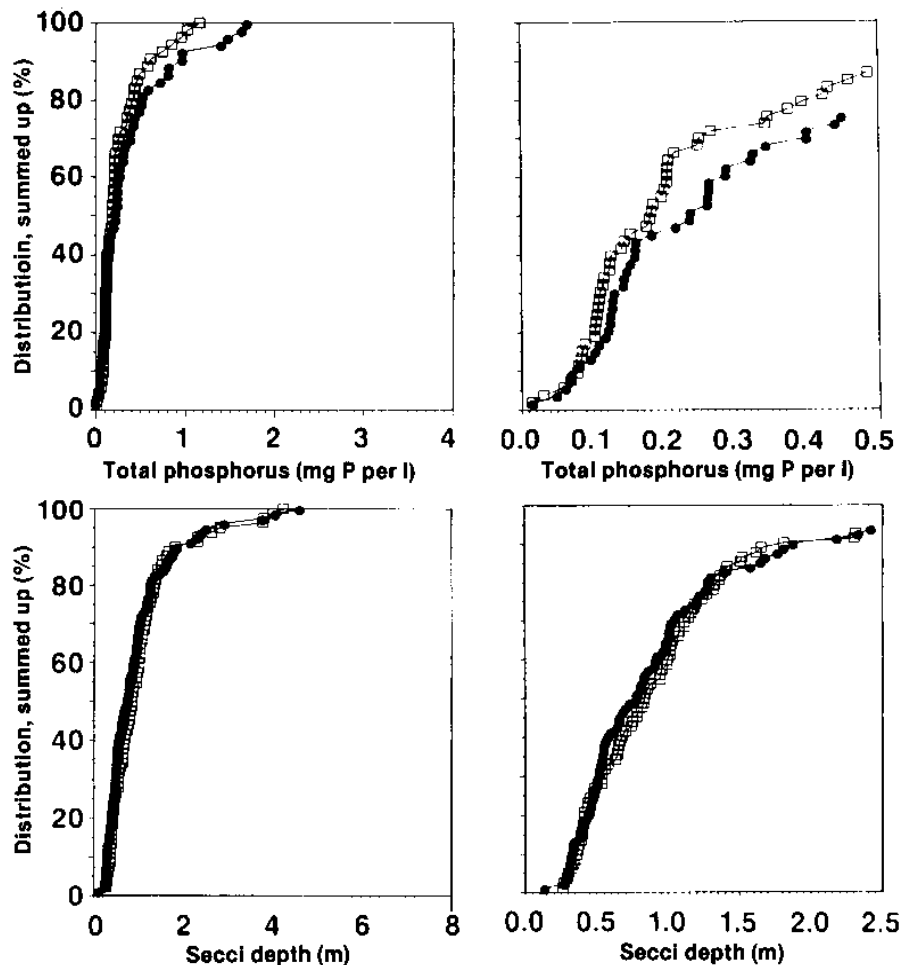 Distributioin, summed up (%)
100
80
60
40
20
0
0 1 2 3 4
Total phosphorus (mg P per l)
0.0 0.1 0.2 0.3 0.4 0.5
Total phosphorus (mg P per l)
Distribution, summed up (%)
100
80
60
40
20
0
0 2 4 6 8
Secci depth (m)
0.0 0.5 1.0 1.5 2.0 2.5
Secci depth (m)